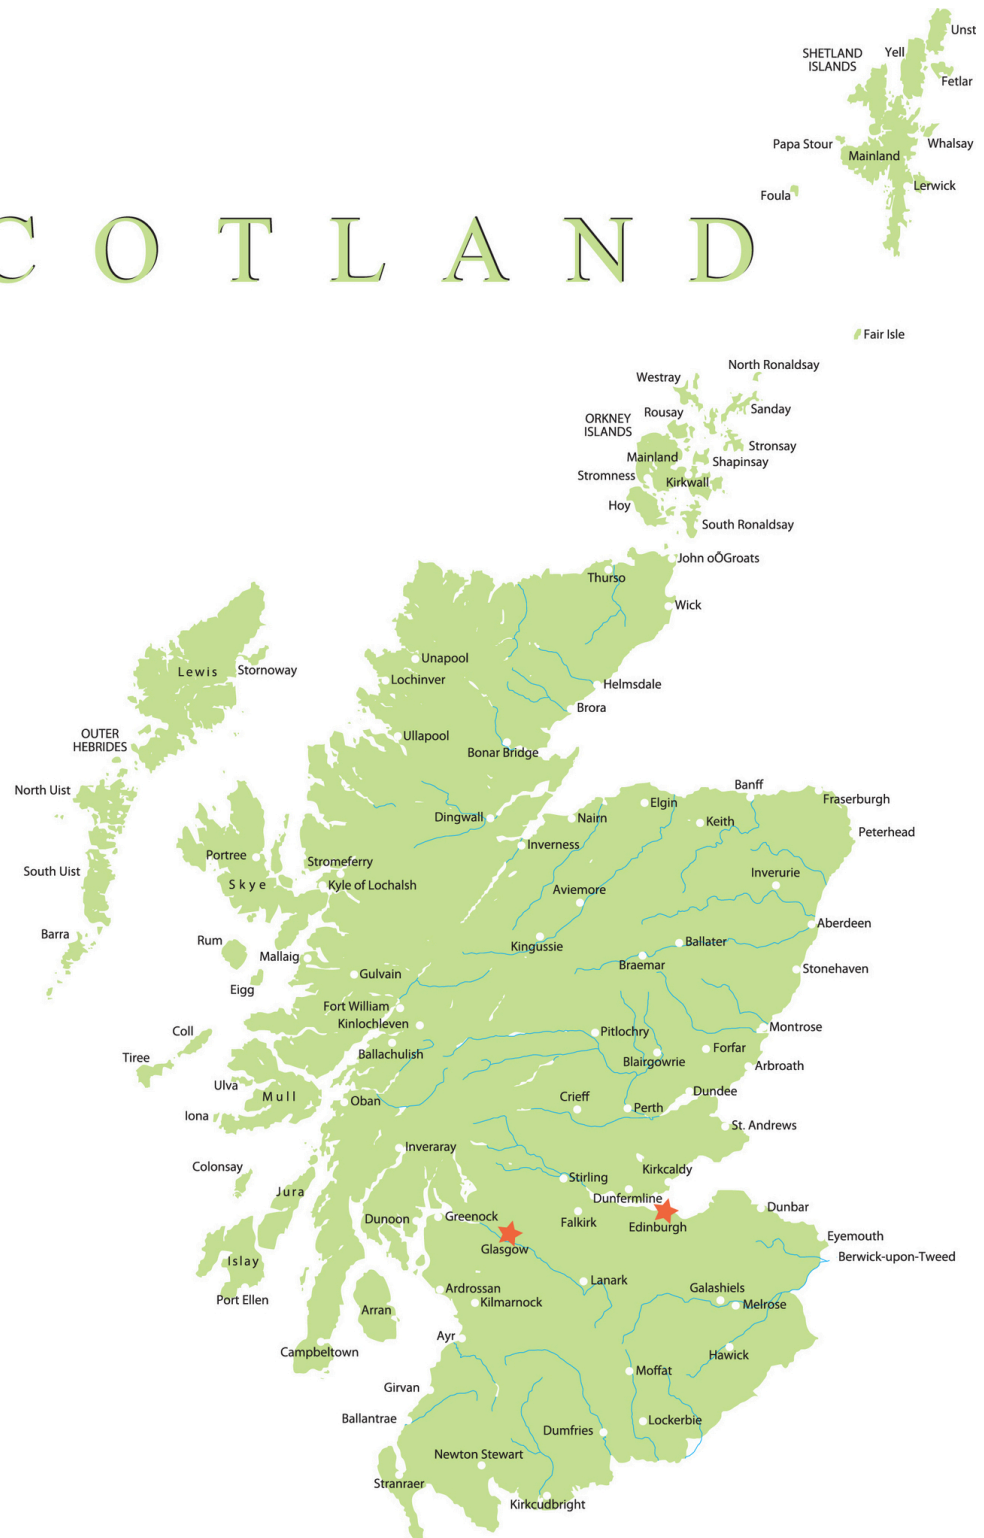 Unst
SHETLAND
ISLANDS
Yell
Fetlar
Papa Stour
Whalsay
Mainland
Foula
Lerwick
COTLAND
Fair Isle
North Ronaldsay
Westray
Rousay
Sanday
ORKNEY
ISLANDS
Stronsay
Mainland
Shapinsay
Stromness
Kirkwall
Hoy
South Ronaldsay
John oÕGroats
Thurso
Wick
Unapool
Lewis
Stornoway
Lochinver
Helmsdale
Brora
OUTER
HEBRIDES
Ullapool
Bonar Bridge
North Uist
Banff
Fraserburgh
Elgin
Dingwall
Nairn
Keith
Peterhead
Inverness
Portree
Stromeferry
South Uist
Skye
Kyle of Lochalsh
Inverurie
Aviemore
Aberdeen
Barra
Rum
Mallaig
Kingussie
Ballater
Braemar
Stonehaven
Gulvain
Eigg
Fort William
Kinlochleven
Montrose
Coll
Pitlochry
Tiree
Ballachulish
Forfar
Blairgowrie
Arbroath
Ulva
Mull
Oban
Crieff
Dundee
Iona
Perth
St. Andrews
Inveraray
Colonsay
Kirkcaldy
Stirling
Jura
Dunfermline
Dunbar
Dunoon
Greenock
Falkirk
Edinburgh
Eyemouth
Glasgow
Berwick-upon-Tweed
Islay
Lanark
Port Ellen
Ardrossan
Galashiels
Kilmarnock
Melrose
Arran
Ayr
Campbeltown
Hawick
Moffat
Girvan
Ballantrae
Lockerbie
Dumfries
Newton Stewart
Stranraer
Kirkcudbright